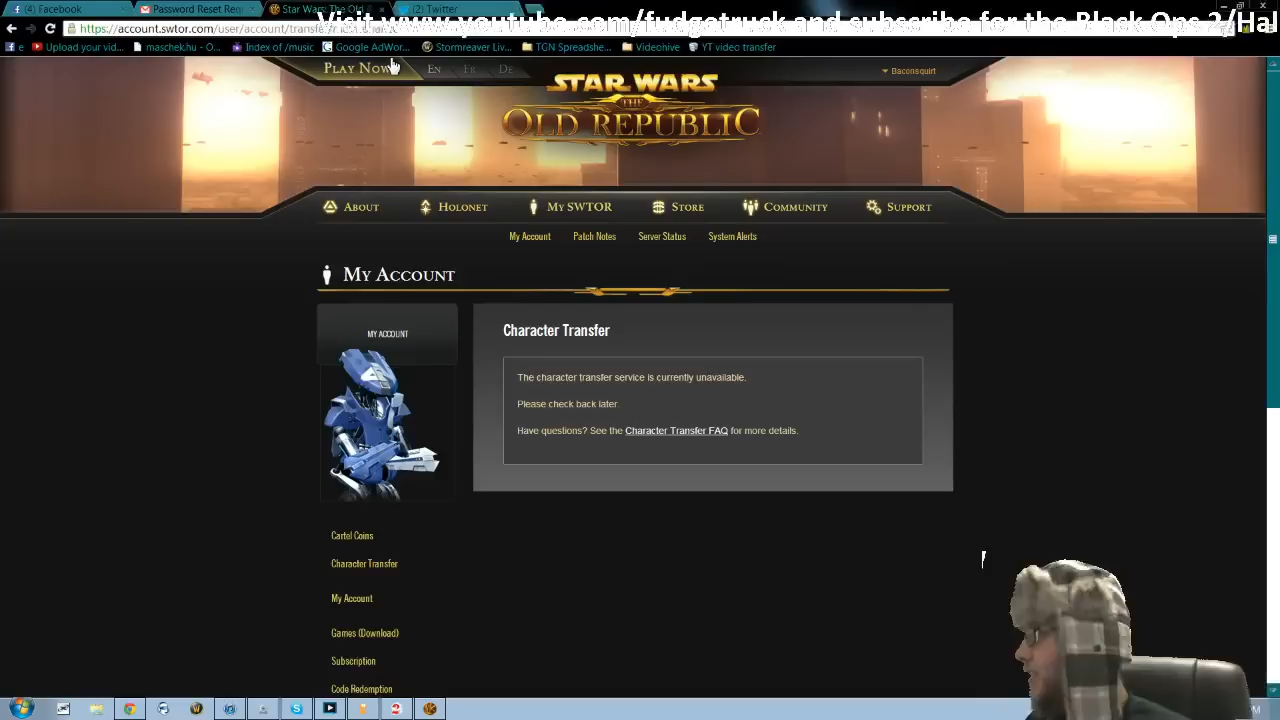 (4) Facebook
Password Reset Req
Star Wars: The Old
(2) Twitter
Visit www.youtube.com/fudgetruck and subscribe for the Black Ops 2/Ha
https://account.swtor.com/user/account/transfer/
Upload your vid...
maschek.hu -
Index of /music
Google AdWor...
Stormreaver Liv...
TGN Spreadshe...
Videohive
YT video transfer
PLAY NOW
EN
FR
DE
Baconsquirt
STAR WARS
THE
OLD REPUBLIC
ABOUT
HOLONET
MY SWTOR
STORE
COMMUNITY
SUPPORT
My Account
Patch Notes
Server Status
System Alerts
MY ACCOUNT
MY ACCOUNT
Character Transfer
The character transfer service is currently unavailable.
Please check back later.
Have questions? See the Character Transfer FAQ for more details.
Cartel Coins
Character Transfer
My Account
Games (Download)
Subscription
Code Redemption